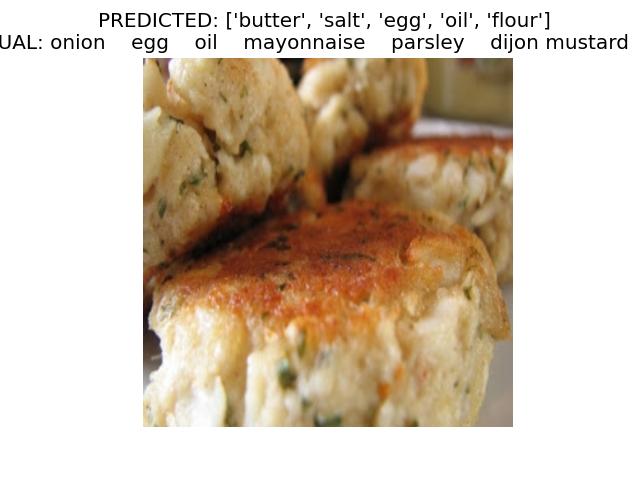 PREDICTED: ['butter', 'salt', 'egg', 'oil', 'flour']
UAL: onion egg oil mayonnaise parsley dijon mustard